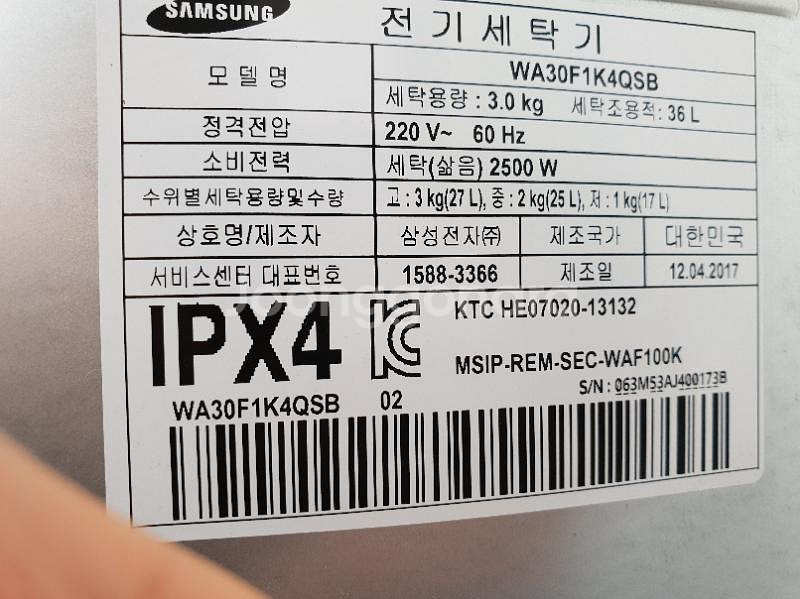 SAMSUNG
전기세탁기
모델명
WA30F1K4QSB
세탁용량 : 3.0 kg 세탁조용적: 36 L
정격전압 220 V~ 60 Hz
소비전력 세탁(삶음) 2500 W
수위별세탁용량및수량 고 : 3 kg(27 L), 중 : 2 kg(25 L), 저 : 1 kg(17 L)
상호명/제조자 삼성전자㈜ 제조국가 대한민국
서비스센터 대표번호 1588-3366 제조일 12.04.2017
IPX4
KTC HE07020-13132
MSIP-REM-SEC-WAF100K
S/N : 063M53AJ400173B
WA30F1K4QSB 02